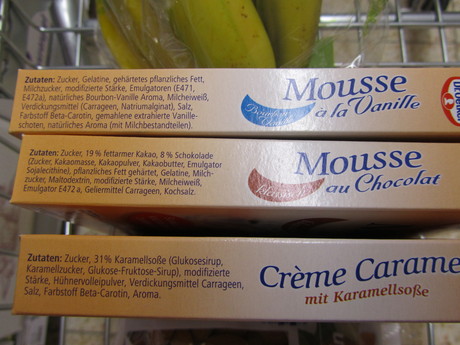 Zutaten: Zucker, Gelatine, gehärtetes pflanzliches Fett,
Milchzucker, modifizierte Stärke, Emulgatoren (E471,
E472a), natürliches Bourbon-Vanille Aroma, Milcheiweiß,
Verdickungsmittel (Carrageen, Natriumalginat), Salz,
Farbstoff Beta-Carotin, gemahlene extrahierte Vanille-
schoten, natürliches Aroma (mit Milchbestandteilen).
Mousse
à la Vanille
Zutaten: Zucker, 19 % fettarmer Kakao, 8 % Schokolade
(Zucker, Kakaomasse, Kakaopulver, Kakaobutter, Emulgator
Sojalecithine), pflanzliches Fett gehärtet, Gelatine, Milch-
zucker, Maltodextrin, modifizierte Stärke, Milcheiweiß,
Emulgator E472 a, Geliermittel Carrageen, Kochsalz.
Mousse
au Chocolat
Zutaten: Zucker, 31% Karamellsoße (Glukosesirup,
Karamellzucker, Glukose-Fruktose-Sirup), modifizierte
Stärke, Hühnervolleipulver, Verdickungsmittel Carrageen,
Salz, Farbstoff Beta-Carotin, Aroma.
Crème Carame
mit Karamellsoße